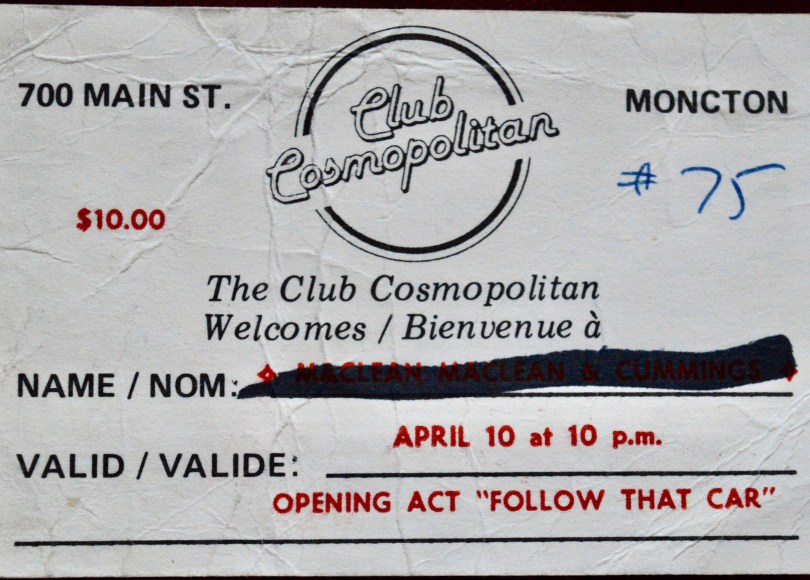 700 MAIN ST.
Club
Cosmopolitan
MONCTON
# 75
$10.00
The Club Cosmopolitan
Welcomes / Bienvenue à
NAME / NOM: MACLEAN MACLEAN & CUMMINGS
APRIL 10 at 10 p.m.
VALID / VALIDE:
OPENING ACT "FOLLOW THAT CAR"